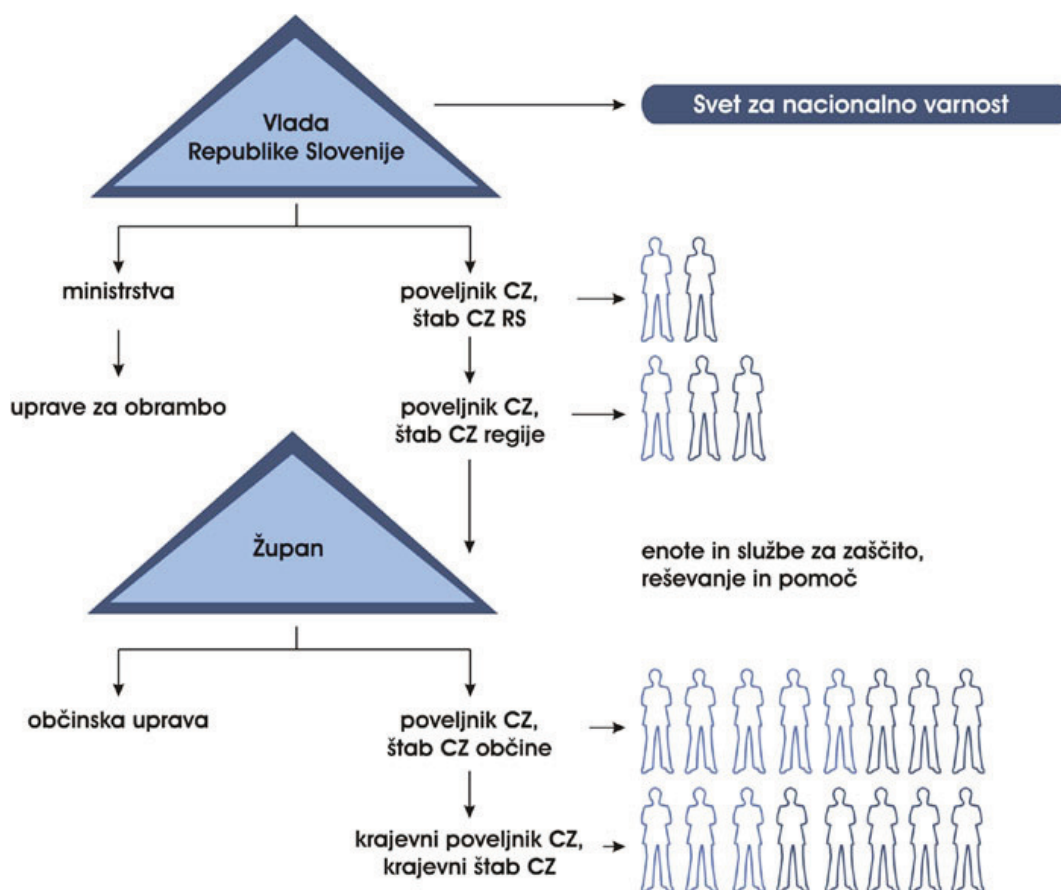 Vlada
Republike Slovenije
Svet za nacionalno varnost
ministrstva
poveljnik CZ,
štab CZ RS
uprave za obrambo
poveljnik CZ,
štab CZ regije
Župan
enote in službe za zaščito,
reševanje in pomoč
občinska uprava
poveljnik CZ,
štab CZ občine
krajevni poveljnik CZ,
krajevni štab CZ